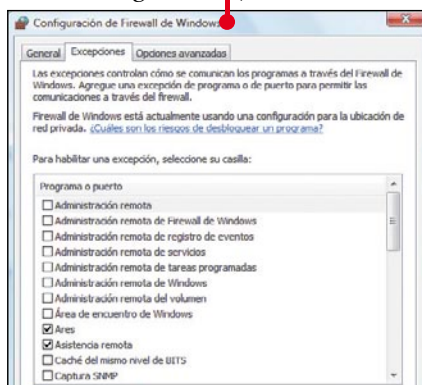 Configuración de Firewall de Windows
General Excepciones Opciones avanzadas
Las excepciones controlan cómo se comunican los programas a través del Firewall de
Windows. Agregue una excepción de programa o de puerto para permitir las
comunicaciones a través del firewall.
Firewall de Windows está actualmente usando una configuración para la ubicación de
red privada. ¿Cuáles son los riesgos de desbloquear un programa?
Para habilitar una excepción, seleccione su casilla:
Programa o puerto
Administración remota
Administración remota de Firewall de Windows
Administración remota de registro de eventos
Administración remota de servicios
Administración remota de tareas programadas
Administración remota de Windows
Administración remota del volumen
Área de encuentro de Windows
Ares
Asistencia remota
Caché del mismo nivel de BITS
Captura SNMP